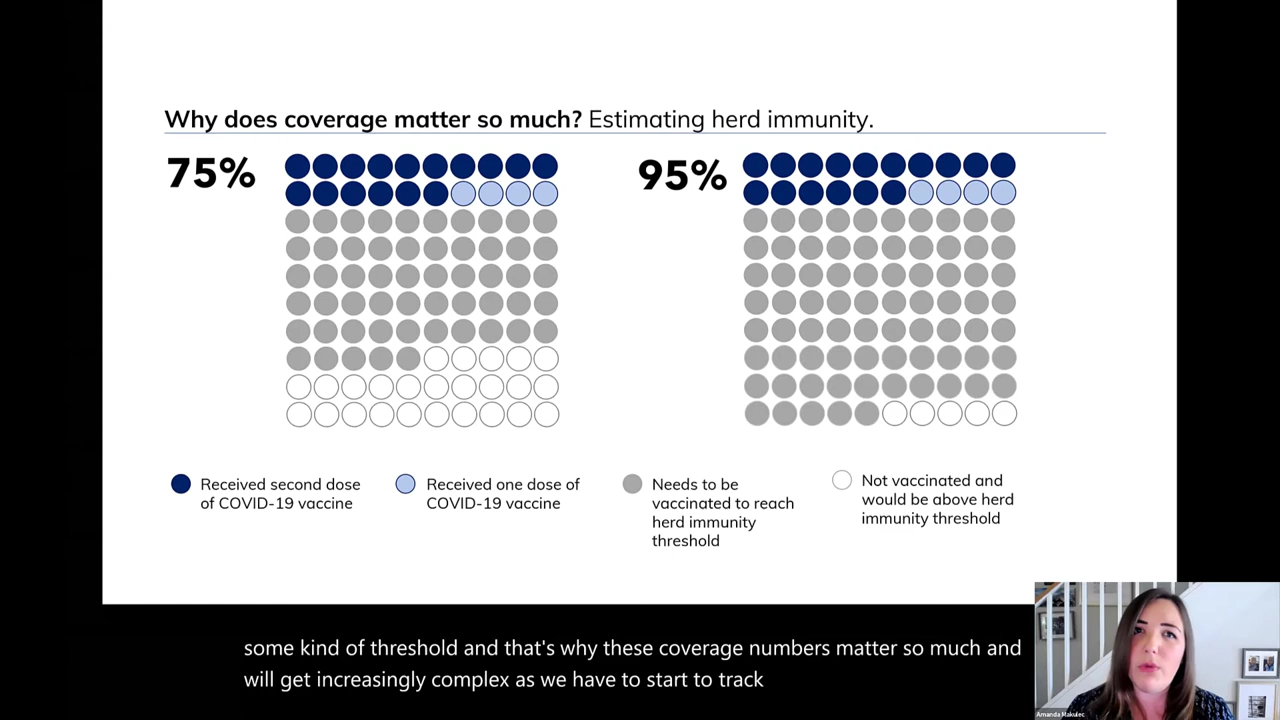 Why does coverage matter so much? Estimating herd immunity.
75%
95%
Received second dose
of COVID-19 vaccine
Received one dose of
COVID-19 vaccine
Needs to be
vaccinated to reach
herd immunity
threshold
Not vaccinated and
would be above herd
immunity threshold
some kind of threshold and that's why these coverage numbers matter so much and
will get increasingly complex as we have to start to track
Amanda Makulec